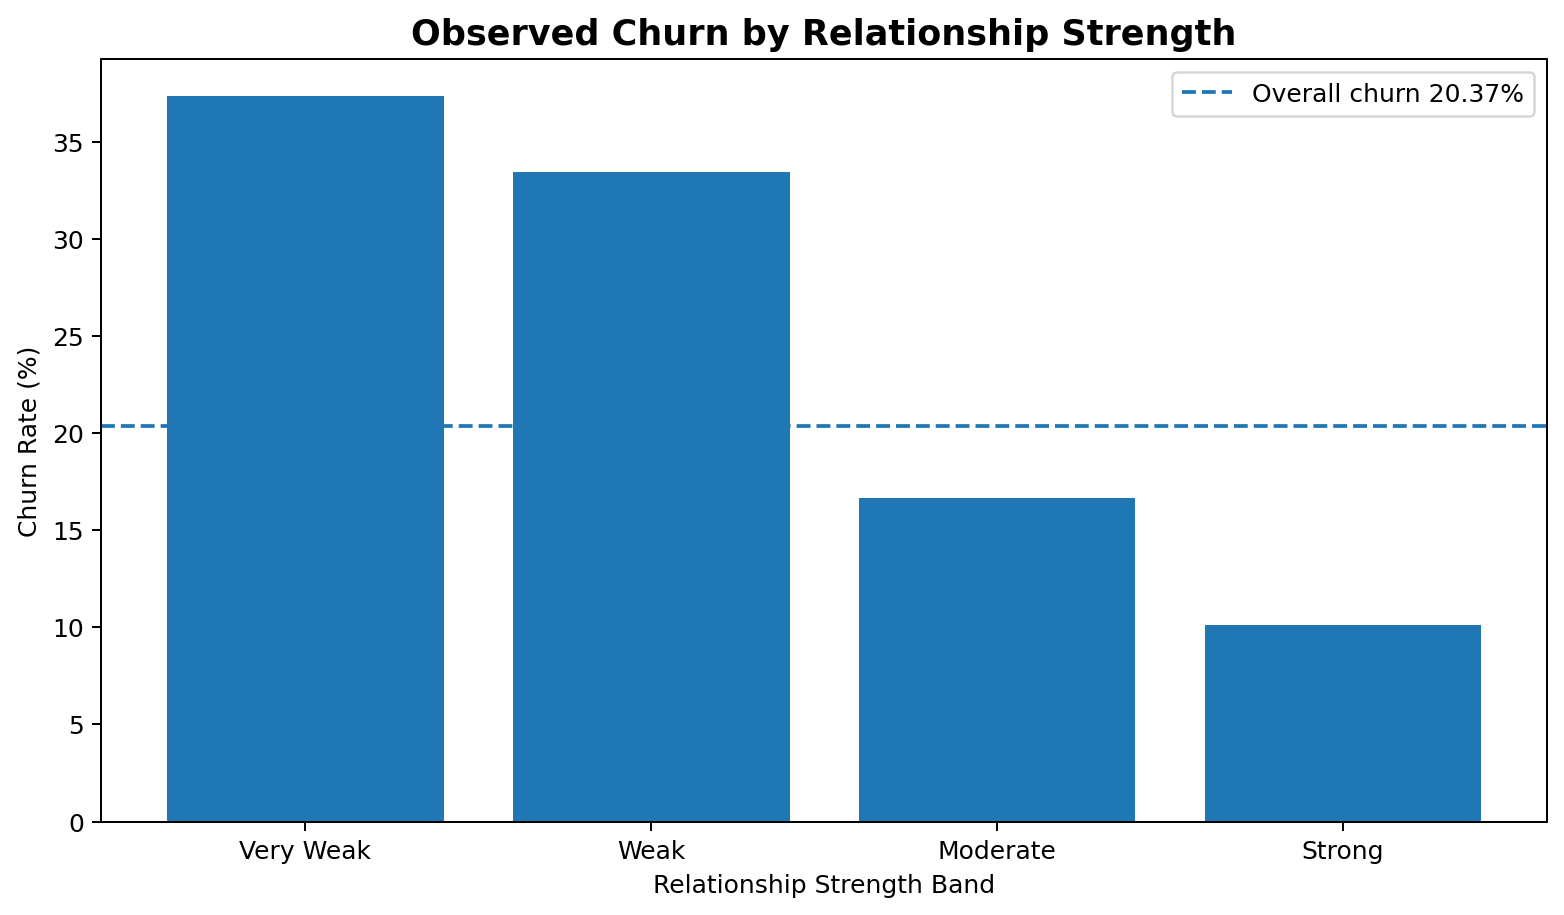 Observed Churn by Relationship Strength
Overall churn 20.37%
Churn Rate (%)
35
30
25
20
15
10
5
0
Very Weak
Weak
Moderate
Strong
Relationship Strength Band